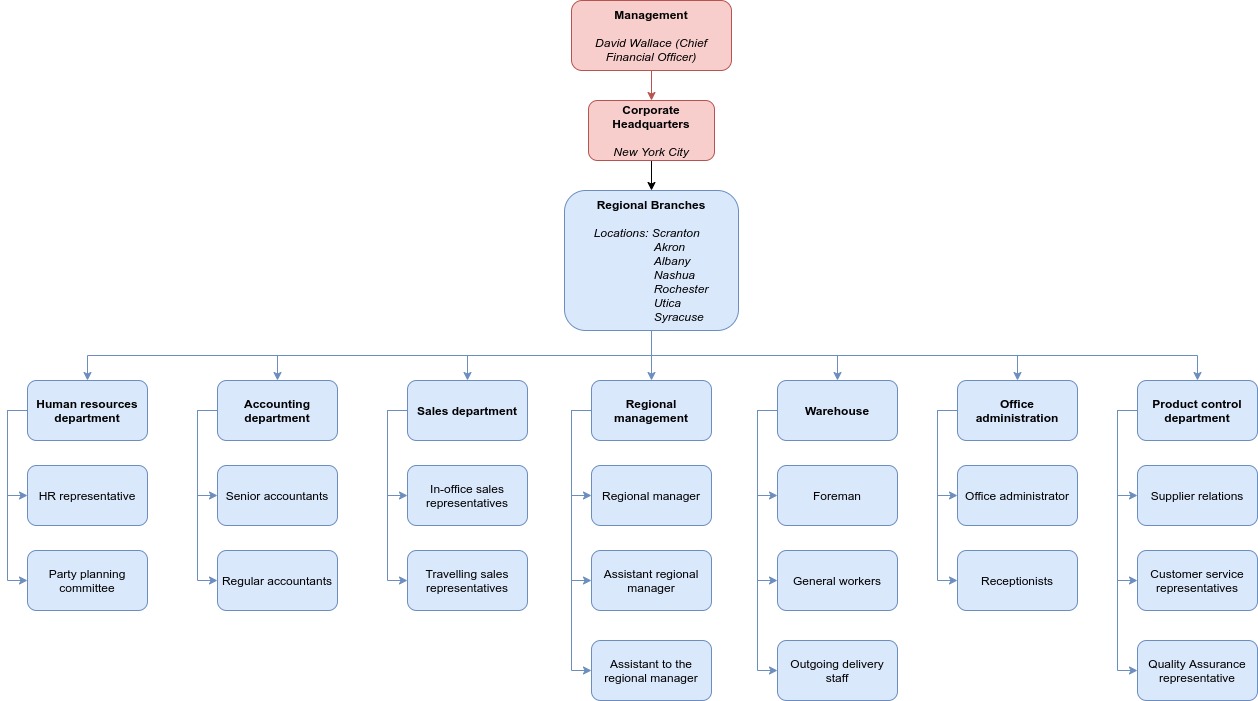 Management
David Wallace (Chief
Financial Officer)
Corporate
Headquarters
New York City
Regional Branches
Locations: Scranton
Akron
Albany
Nashua
Rochester
Utica
Syracuse
Human resources
department
Accounting
department
Sales department
Regional
management
Warehouse
Office
administration
Product control
department
HR representative
Senior accountants
In-office sales
representatives
Regional manager
Foreman
Office administrator
Supplier relations
Party planning
committee
Regular accountants
Travelling sales
representatives
Assistant regional
manager
General workers
Receptionists
Customer service
representatives
Assistant to the
regional manager
Outgoing delivery
staff
Quality Assurance
representative